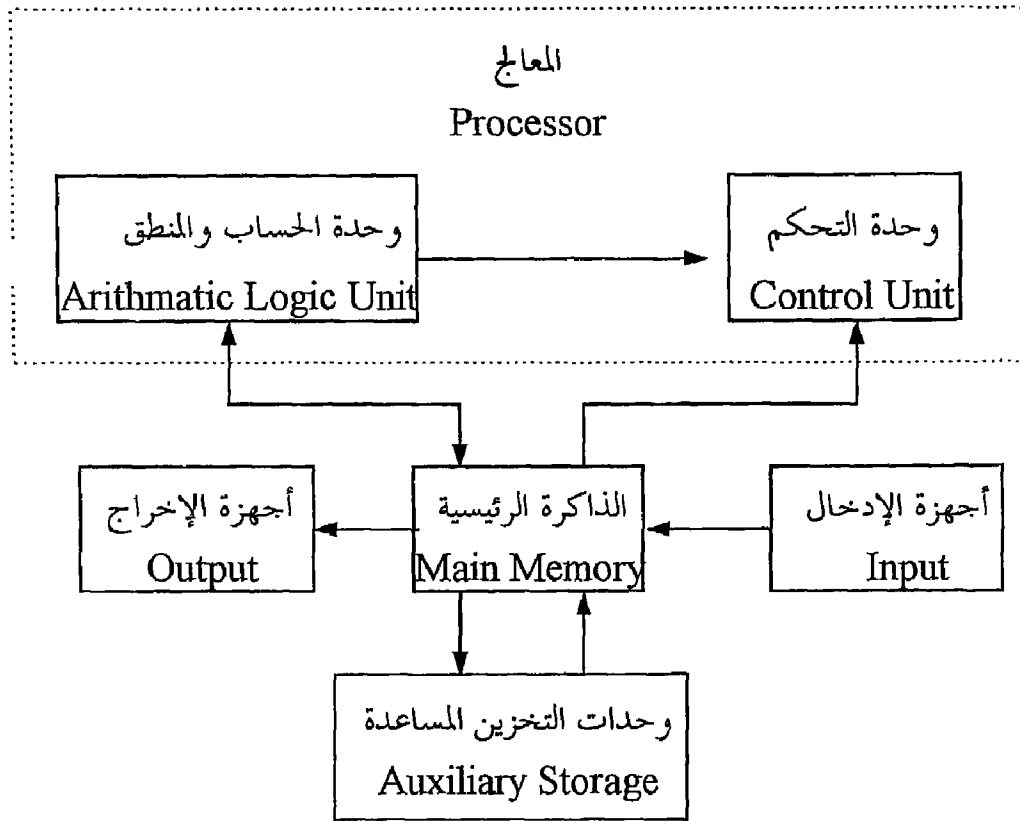 المعالج
Processor
وحدة الحساب والمنطق
Arithmatic Logic Unit
وحدة التحكم
Control Unit
أجهزة الإخراج
Output
الذاكرة الرئيسية
Main Memory
أجهزة الإدخال
Input
وحدات التخزين المساعدة
Auxiliary Storage